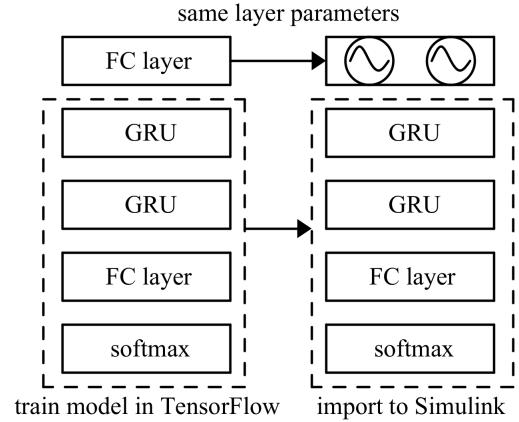 same layer parameters
FC layer
GRU
GRU
GRU
GRU
FC layer
FC layer
softmax
softmax
train model in TensorFlow
import to Simulink